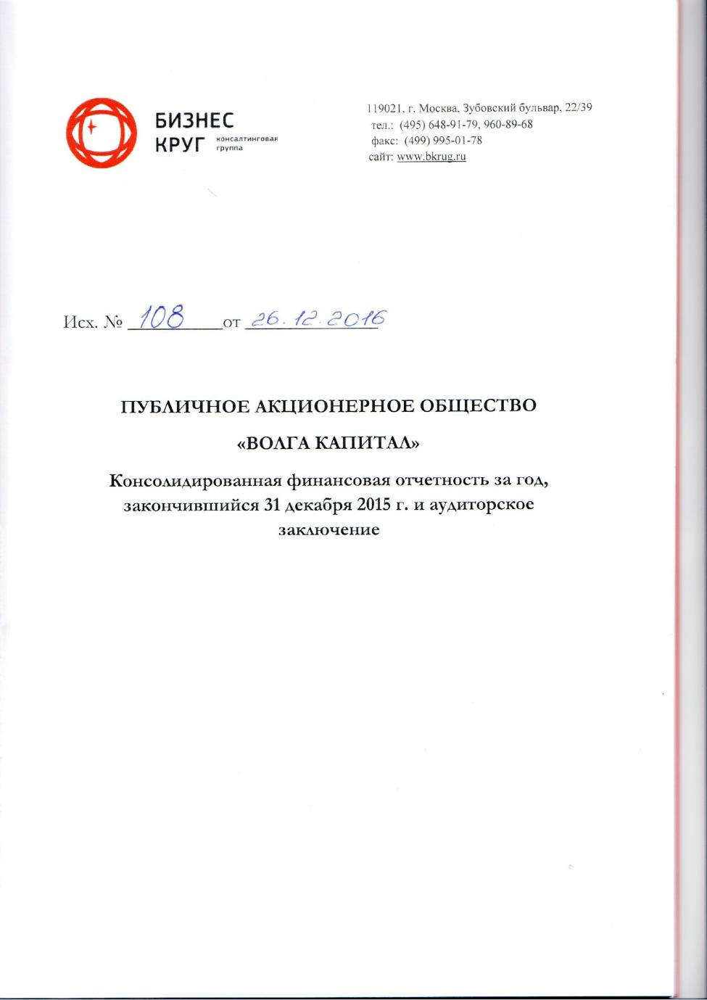 БИЗНЕС
КРУГ консалтинговая
группа
119021, г. Москва, Зубовский бульвар, 22/39
тел.: (495) 648-91-79, 960-89-68
факс: (499) 995-01-78
сайт: www.bkrug.ru
Исх. № 108 от 26.12.2016
ПУБЛИЧНОЕ АКЦИОНЕРНОЕ ОБЩЕСТВО
«ВОЛГА КАПИТАЛ»
Консолидированная финансовая отчетность за год,
закончившийся 31 декабря 2015 г. и аудиторское
заключение